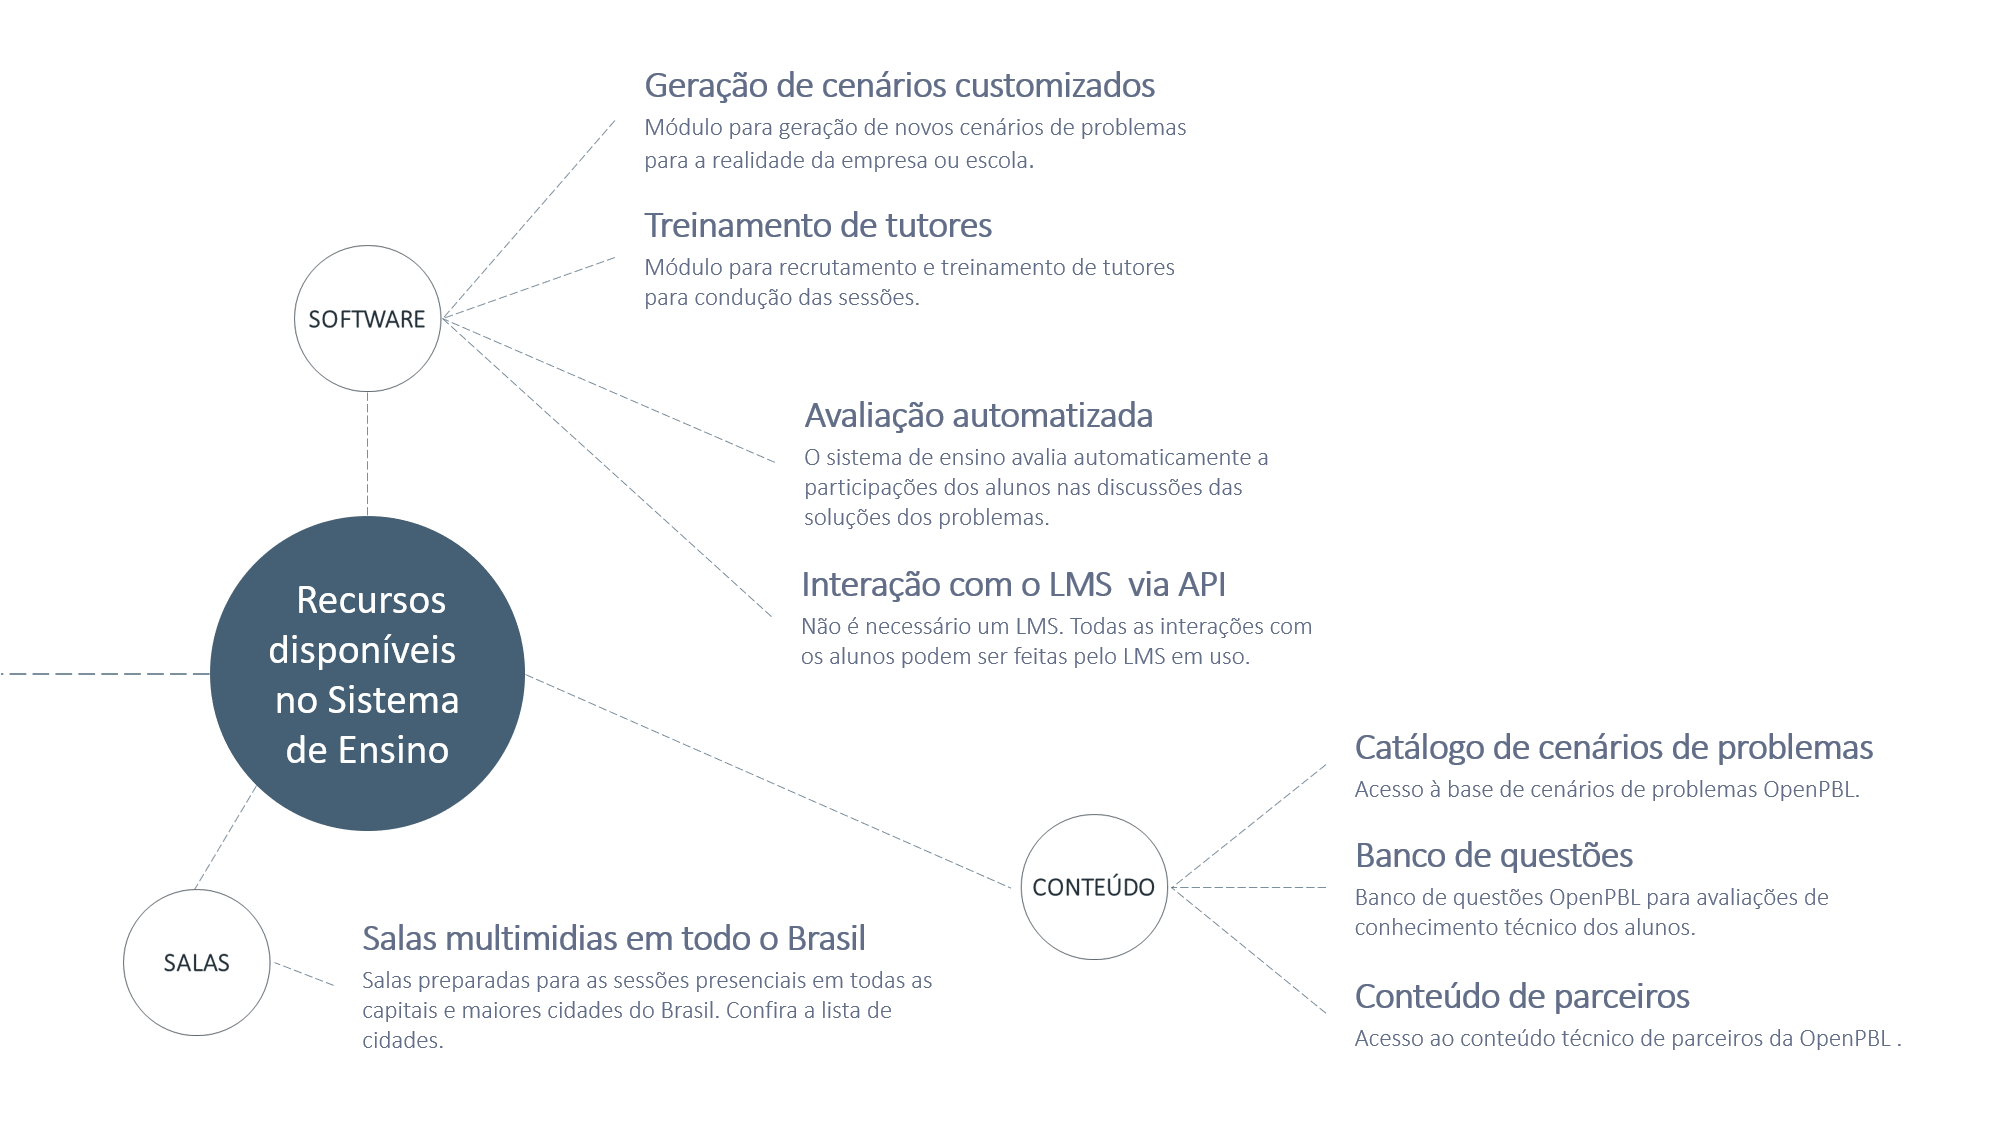 Geração de cenários customizados
Módulo para geração de novos cenários de problemas
para a realidade da empresa ou escola.
Treinamento de tutores
Módulo para recrutamento e treinamento de tutores
para condução das sessões.
SOFTWARE
Avaliação automatizada
O sistema de ensino avalia automaticamente a
participações dos alunos nas discussões das
soluções dos problemas.
Interação com o LMS  via API
Não é necessário um LMS. Todas as interações com
os alunos podem ser feitas pelo LMS em uso.
Recursos
disponíveis
no Sistema
de Ensino
Catálogo de cenários de problemas
Acesso à base de cenários de problemas OpenPBL.
Banco de questões
Banco de questões OpenPBL para avaliações de
conhecimento técnico dos alunos.
CONTEÚDO
Conteúdo de parceiros
Acesso ao conteúdo técnico de parceiros da OpenPBL .
SALAS
Salas multimidias em todo o Brasil
Salas preparadas para as sessões presenciais em todas as
capitais e maiores cidades do Brasil. Confira a lista de
cidades.